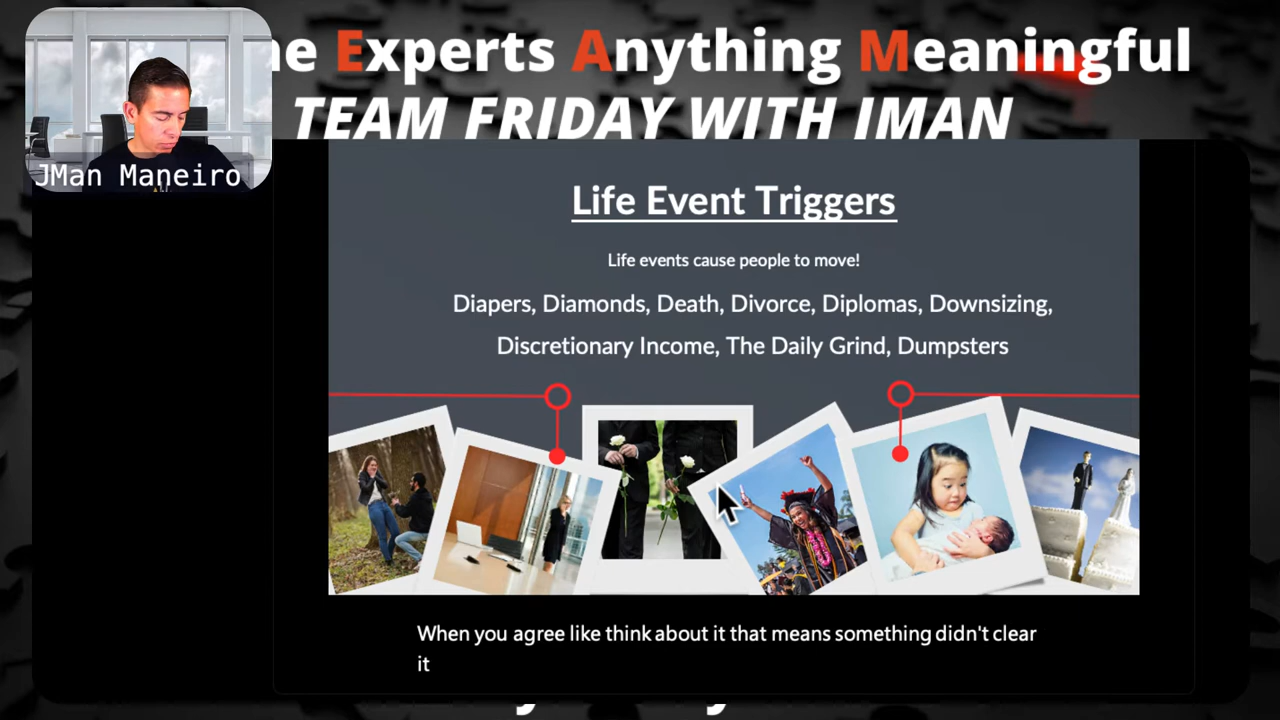 e Experts Anything Meaningful
TEAM FRIDAY WITH IMAN
JMan Maneiro
Life Event Triggers
Life events cause people to move!
Diapers, Diamonds, Death, Divorce, Diplomas, Downsizing,
Discretionary Income, The Daily Grind, Dumpsters
When you agree like think about it that means something didn't clear
it